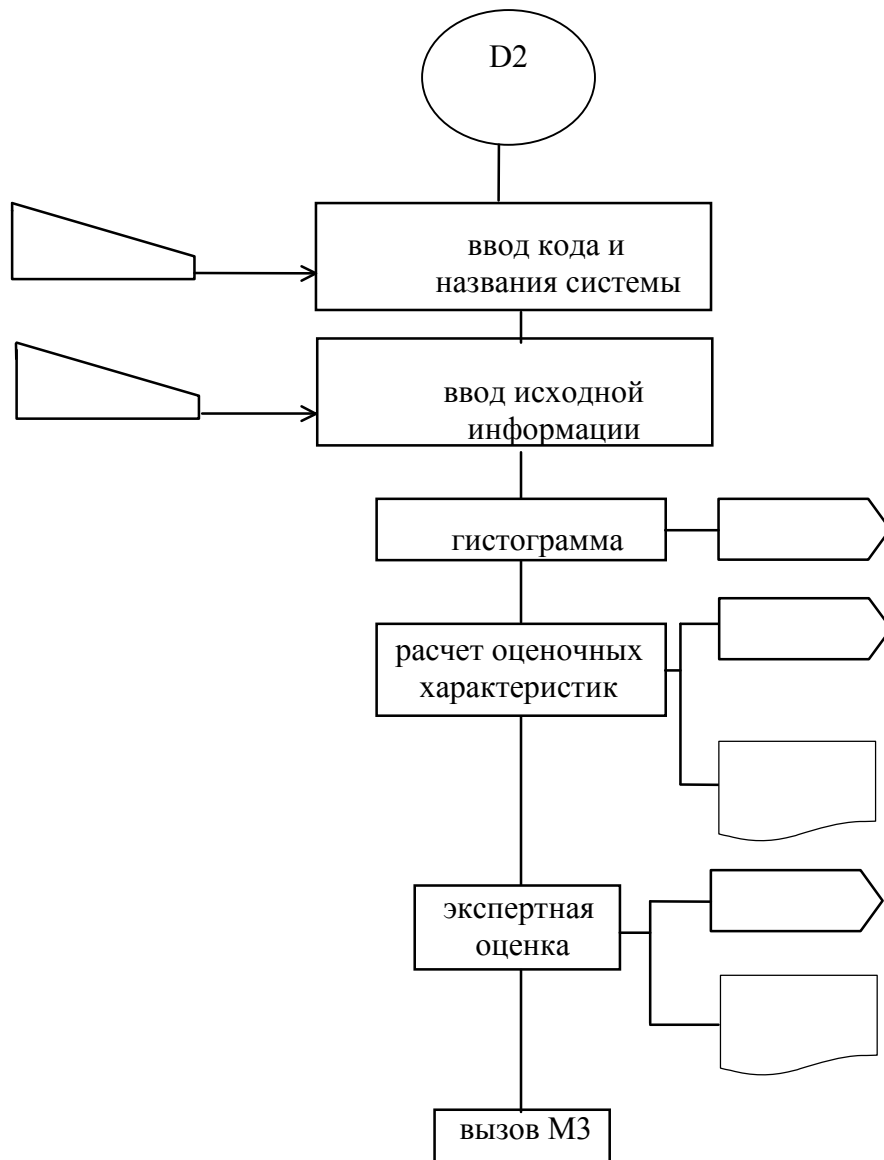 D2
ввод кода и
названия системы
ввод исходной
информации
гистограмма
расчет оценочных
характеристик
экспертная
оценка
вызов М3